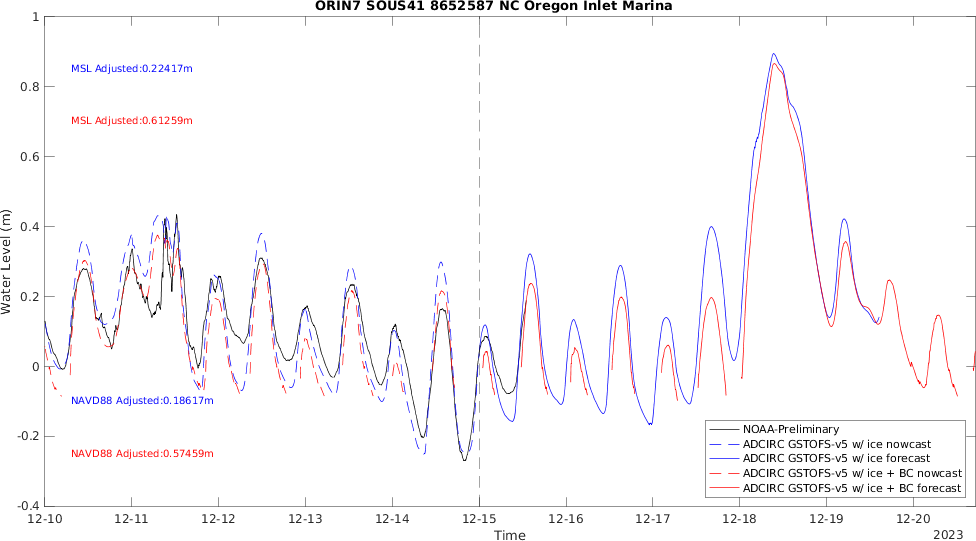 ORIN7 SOUS41 8652587 NC Oregon Inlet Marina
1
0.8
0.6
0.4
0.2
0
-0.2
-0.4
Water Level (m)
MSL Adjusted:0.22417m
MSL Adjusted:0.61259m
NAVD88 Adjusted:0.18617m
NAVD88 Adjusted:0.57459m
NOAA-Preliminary
ADCIRC GSTOFS-v5 w/ ice nowcast
ADCIRC GSTOFS-v5 w/ ice forecast
ADCIRC GSTOFS-v5 w/ ice + BC nowcast
ADCIRC GSTOFS-v5 w/ ice + BC forecast
12-10 12-11 12-12 12-13 12-14 12-15 12-16 12-17 12-18 12-19 12-20
Time
2023